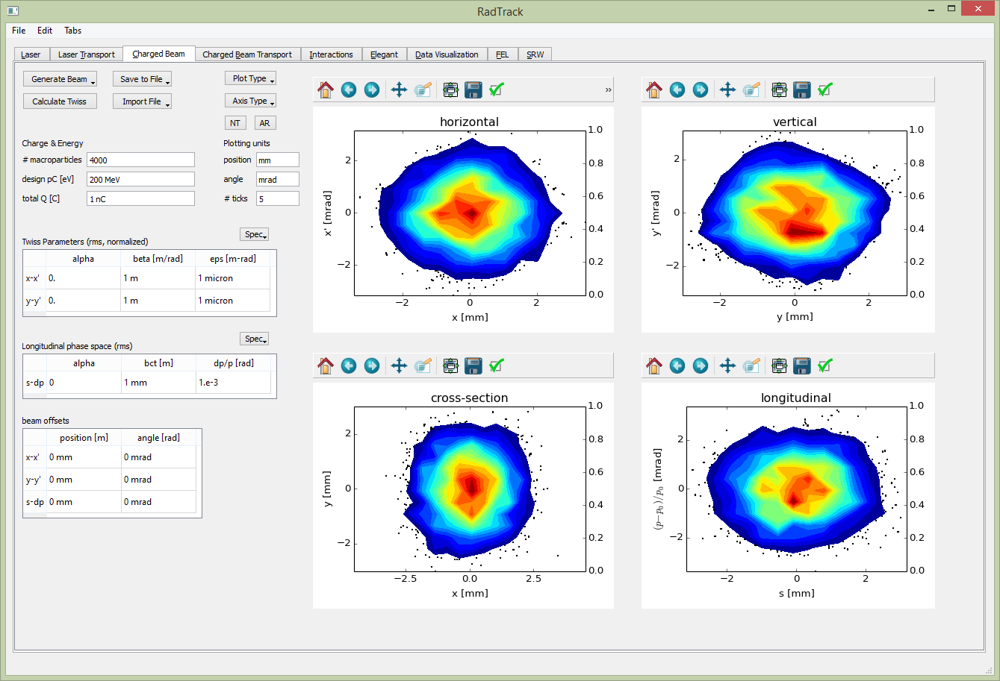 RadTrack
File Edit Tabs
Laser Laser Transport Charged Beam Charged Beam Transport Interactions Elegant Data Visualization FEL SRW
Generate Beam Save to File Plot Type
Calculate Twiss Import File Axis Type
NT AR
Charge & Energy Plotting units
# macroparticles 4000 position mm
design pC [eV] 200 MeV angle mrad
total Q [C] 1 nC # ticks 5
Spec
Twiss Parameters (rms, normalized)
alpha beta [m/rad] eps [m-rad]
x-x' 0. 1 m 1 micron
y-y' 0. 1 m 1 micron
Spec
Longitudinal phase space (rms)
alpha bct [m] dp/p [rad]
s-dp 0 1 mm 1.e-3
beam offsets
position [m] angle [rad]
x-x' 0 mm 0 mrad
y-y' 0 mm 0 mrad
s-dp 0 mm 0 mrad
»
horizontal
x' [mrad]
2
0
−2
1.0
0.8
0.6
0.4
0.2
0.0
−2 0 2
x [mm]
vertical
y' [mrad]
2
0
−2
1.0
0.8
0.6
0.4
0.2
0.0
−2 0 2
y [mm]
cross-section
y [mm]
2
0
−2
1.0
0.8
0.6
0.4
0.2
0.0
−2.5 0.0 2.5
x [mm]
longitudinal
(p−p₀)/p₀ [mrad]
2
0
−2
1.0
0.8
0.6
0.4
0.2
0.0
−2 0 2
s [mm]